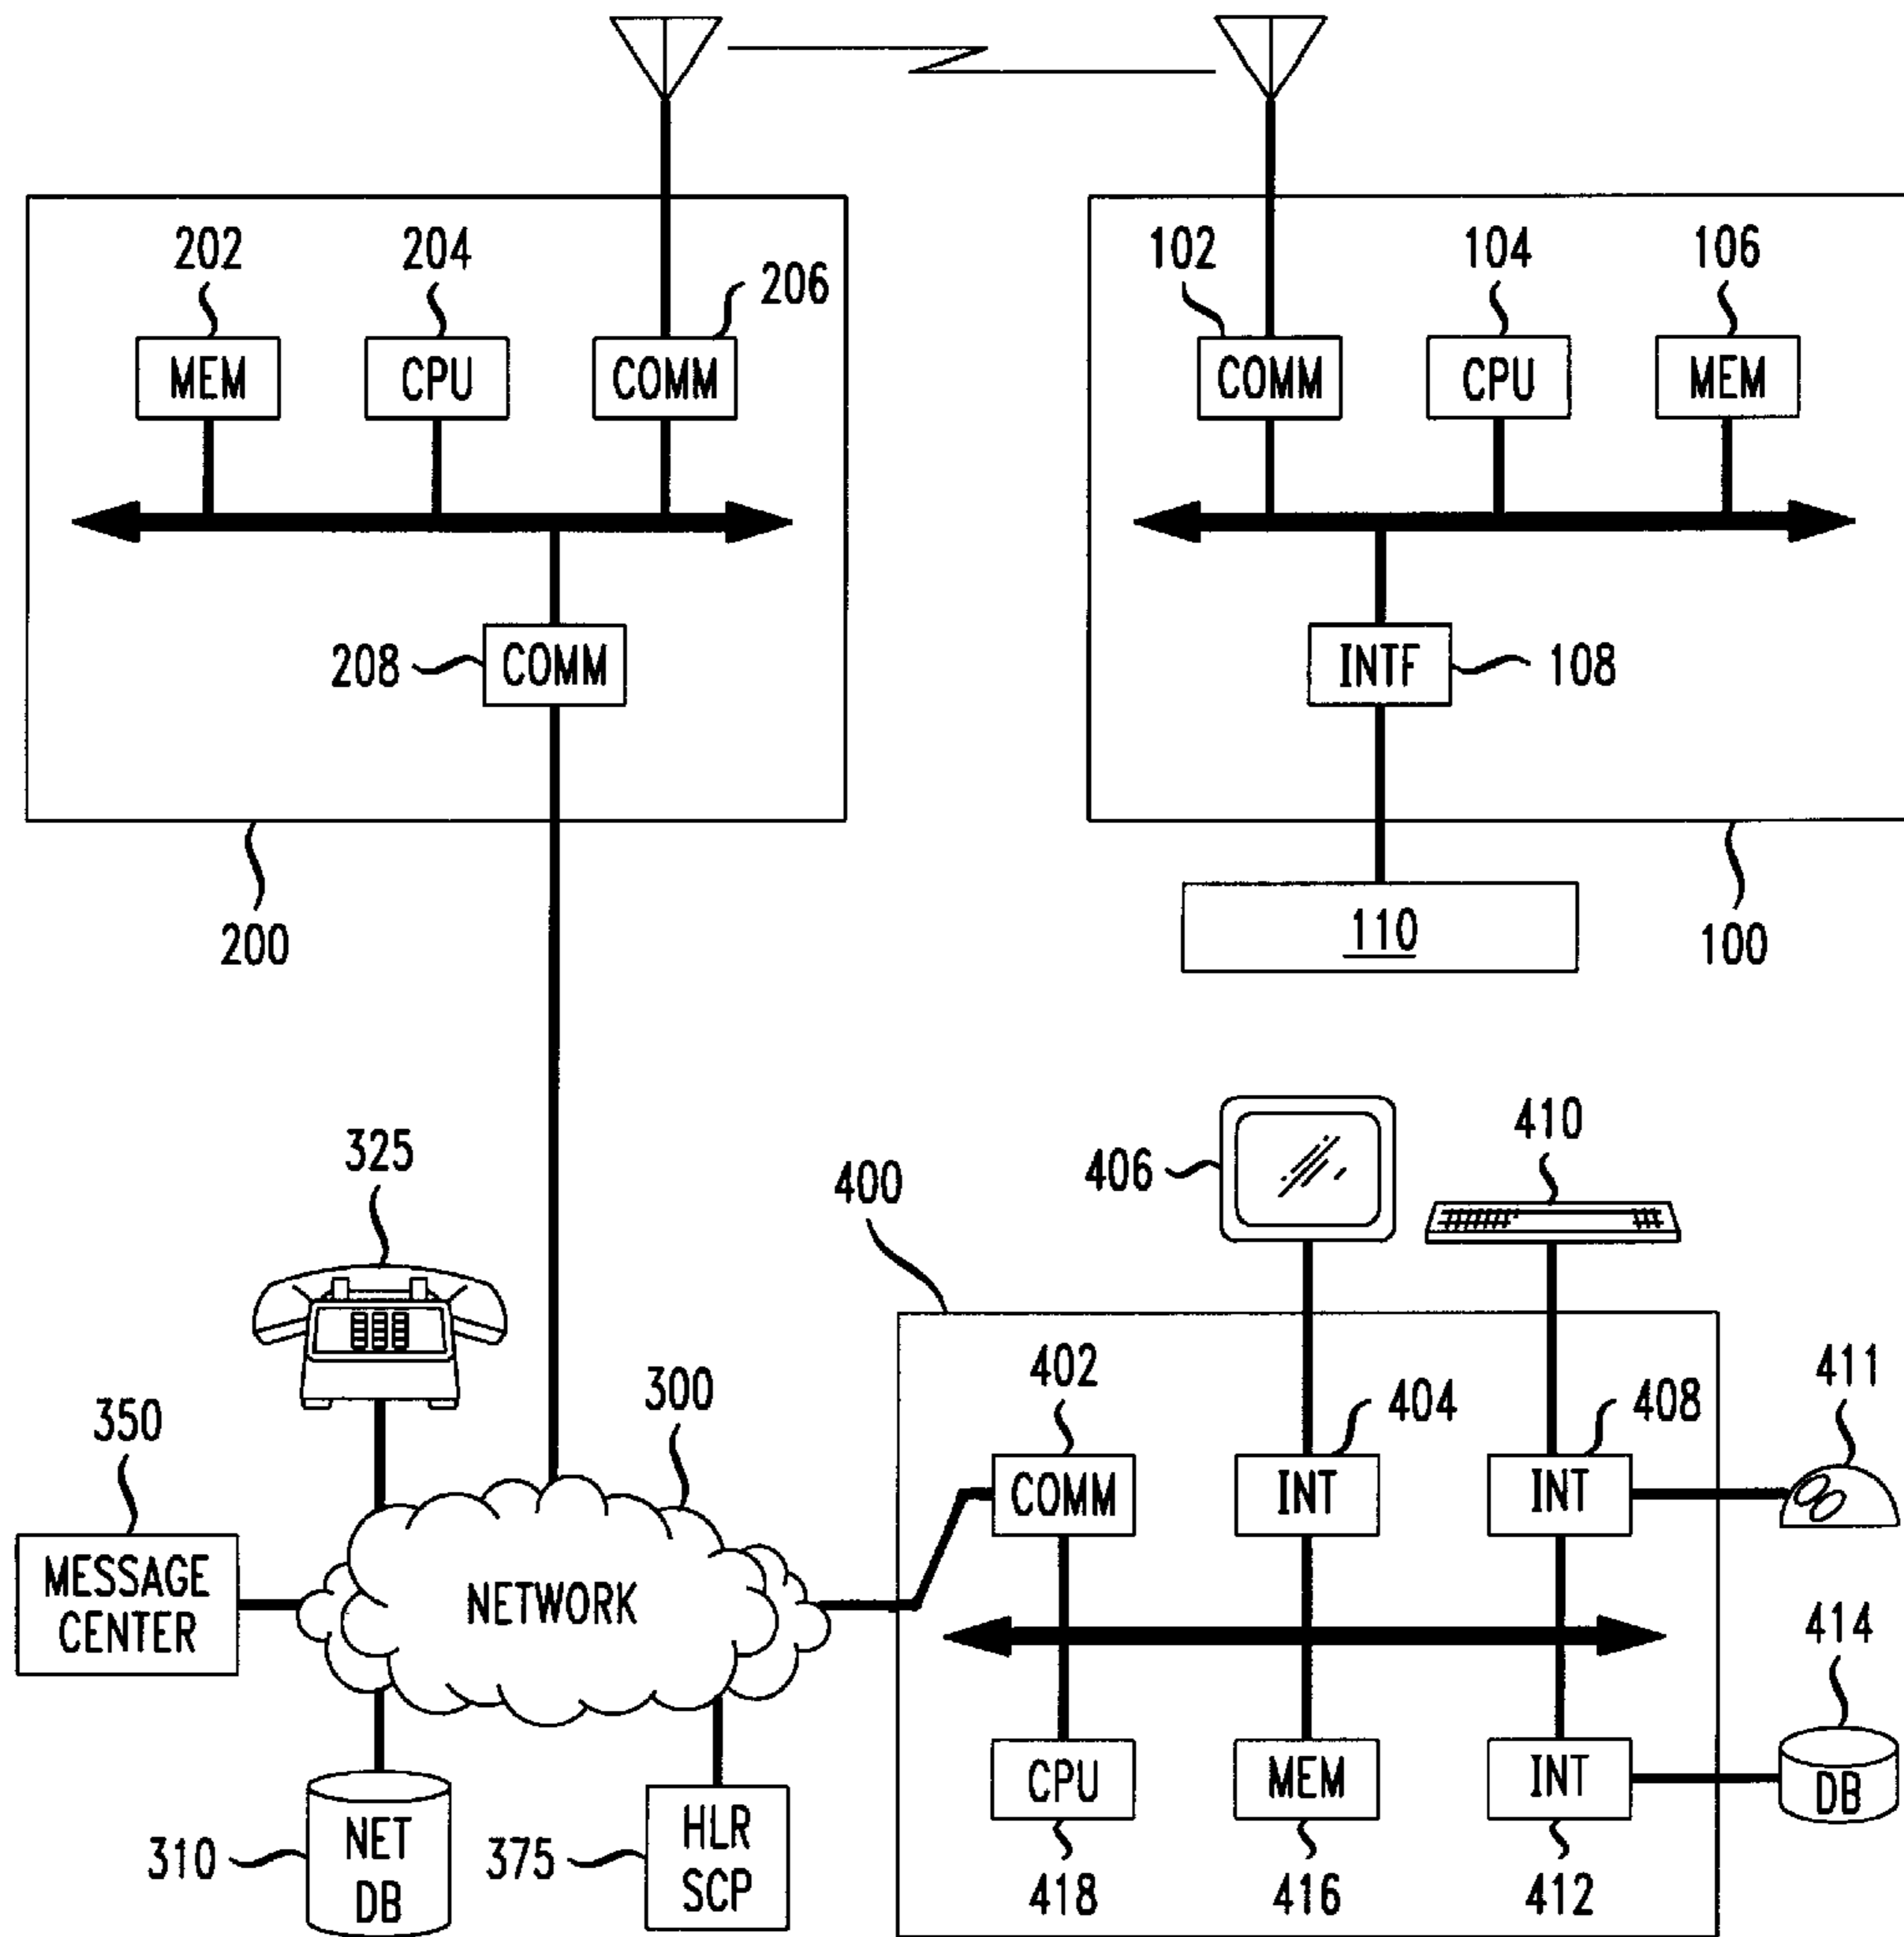 202
204
206
102
104
106
MEM
CPU
COMM
COMM
CPU
MEM
208
COMM
INTF
108
200
110
100
325
400
406
410
350
300
402
404
408
411
COMM
INT
INT
MESSAGE
CENTER
NETWORK
414
CPU
MEM
INT
DB
310
NET
DB
375
HLR
SCP
418
416
412